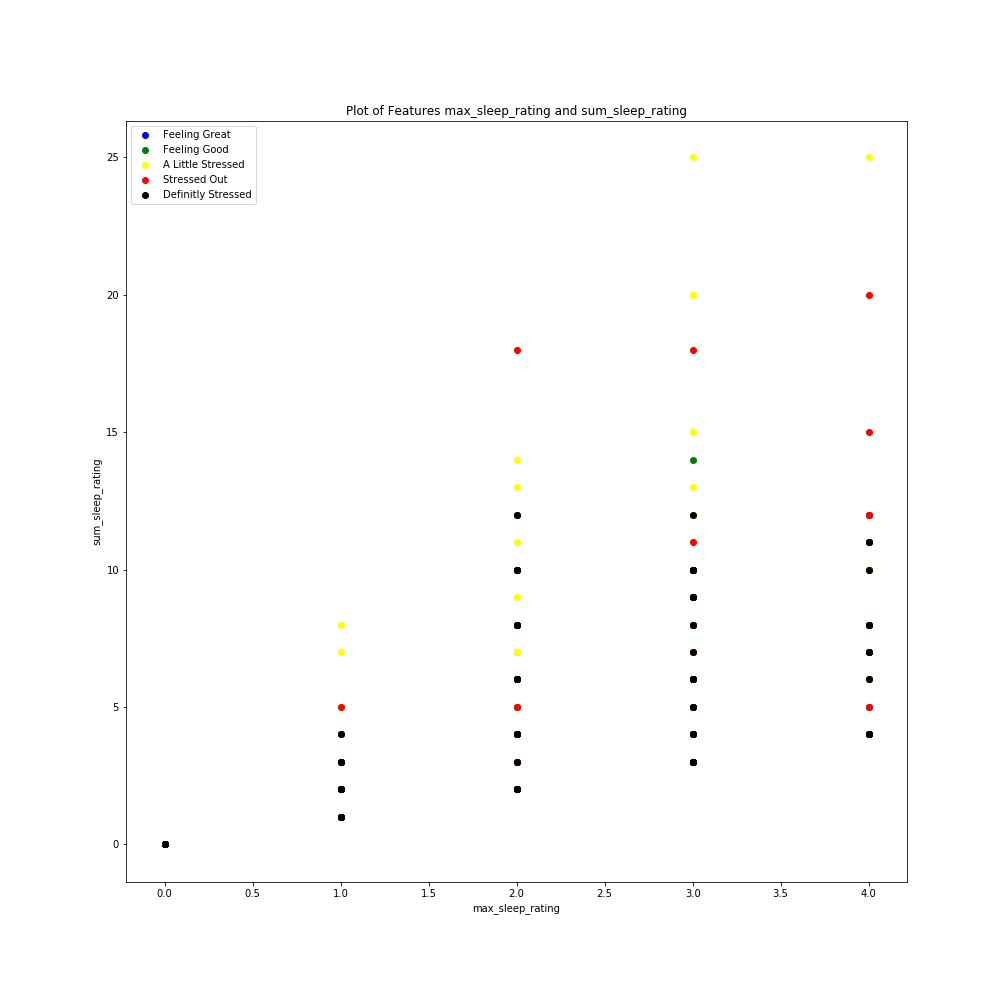 Plot of Features max_sleep_rating and sum_sleep_rating
Feeling Great
Feeling Good
A Little Stressed
Stressed Out
Definitly Stressed
25
20
15
10
5
0
sum_sleep_rating
0.0 0.5 1.0 1.5 2.0 2.5 3.0 3.5 4.0
max_sleep_rating